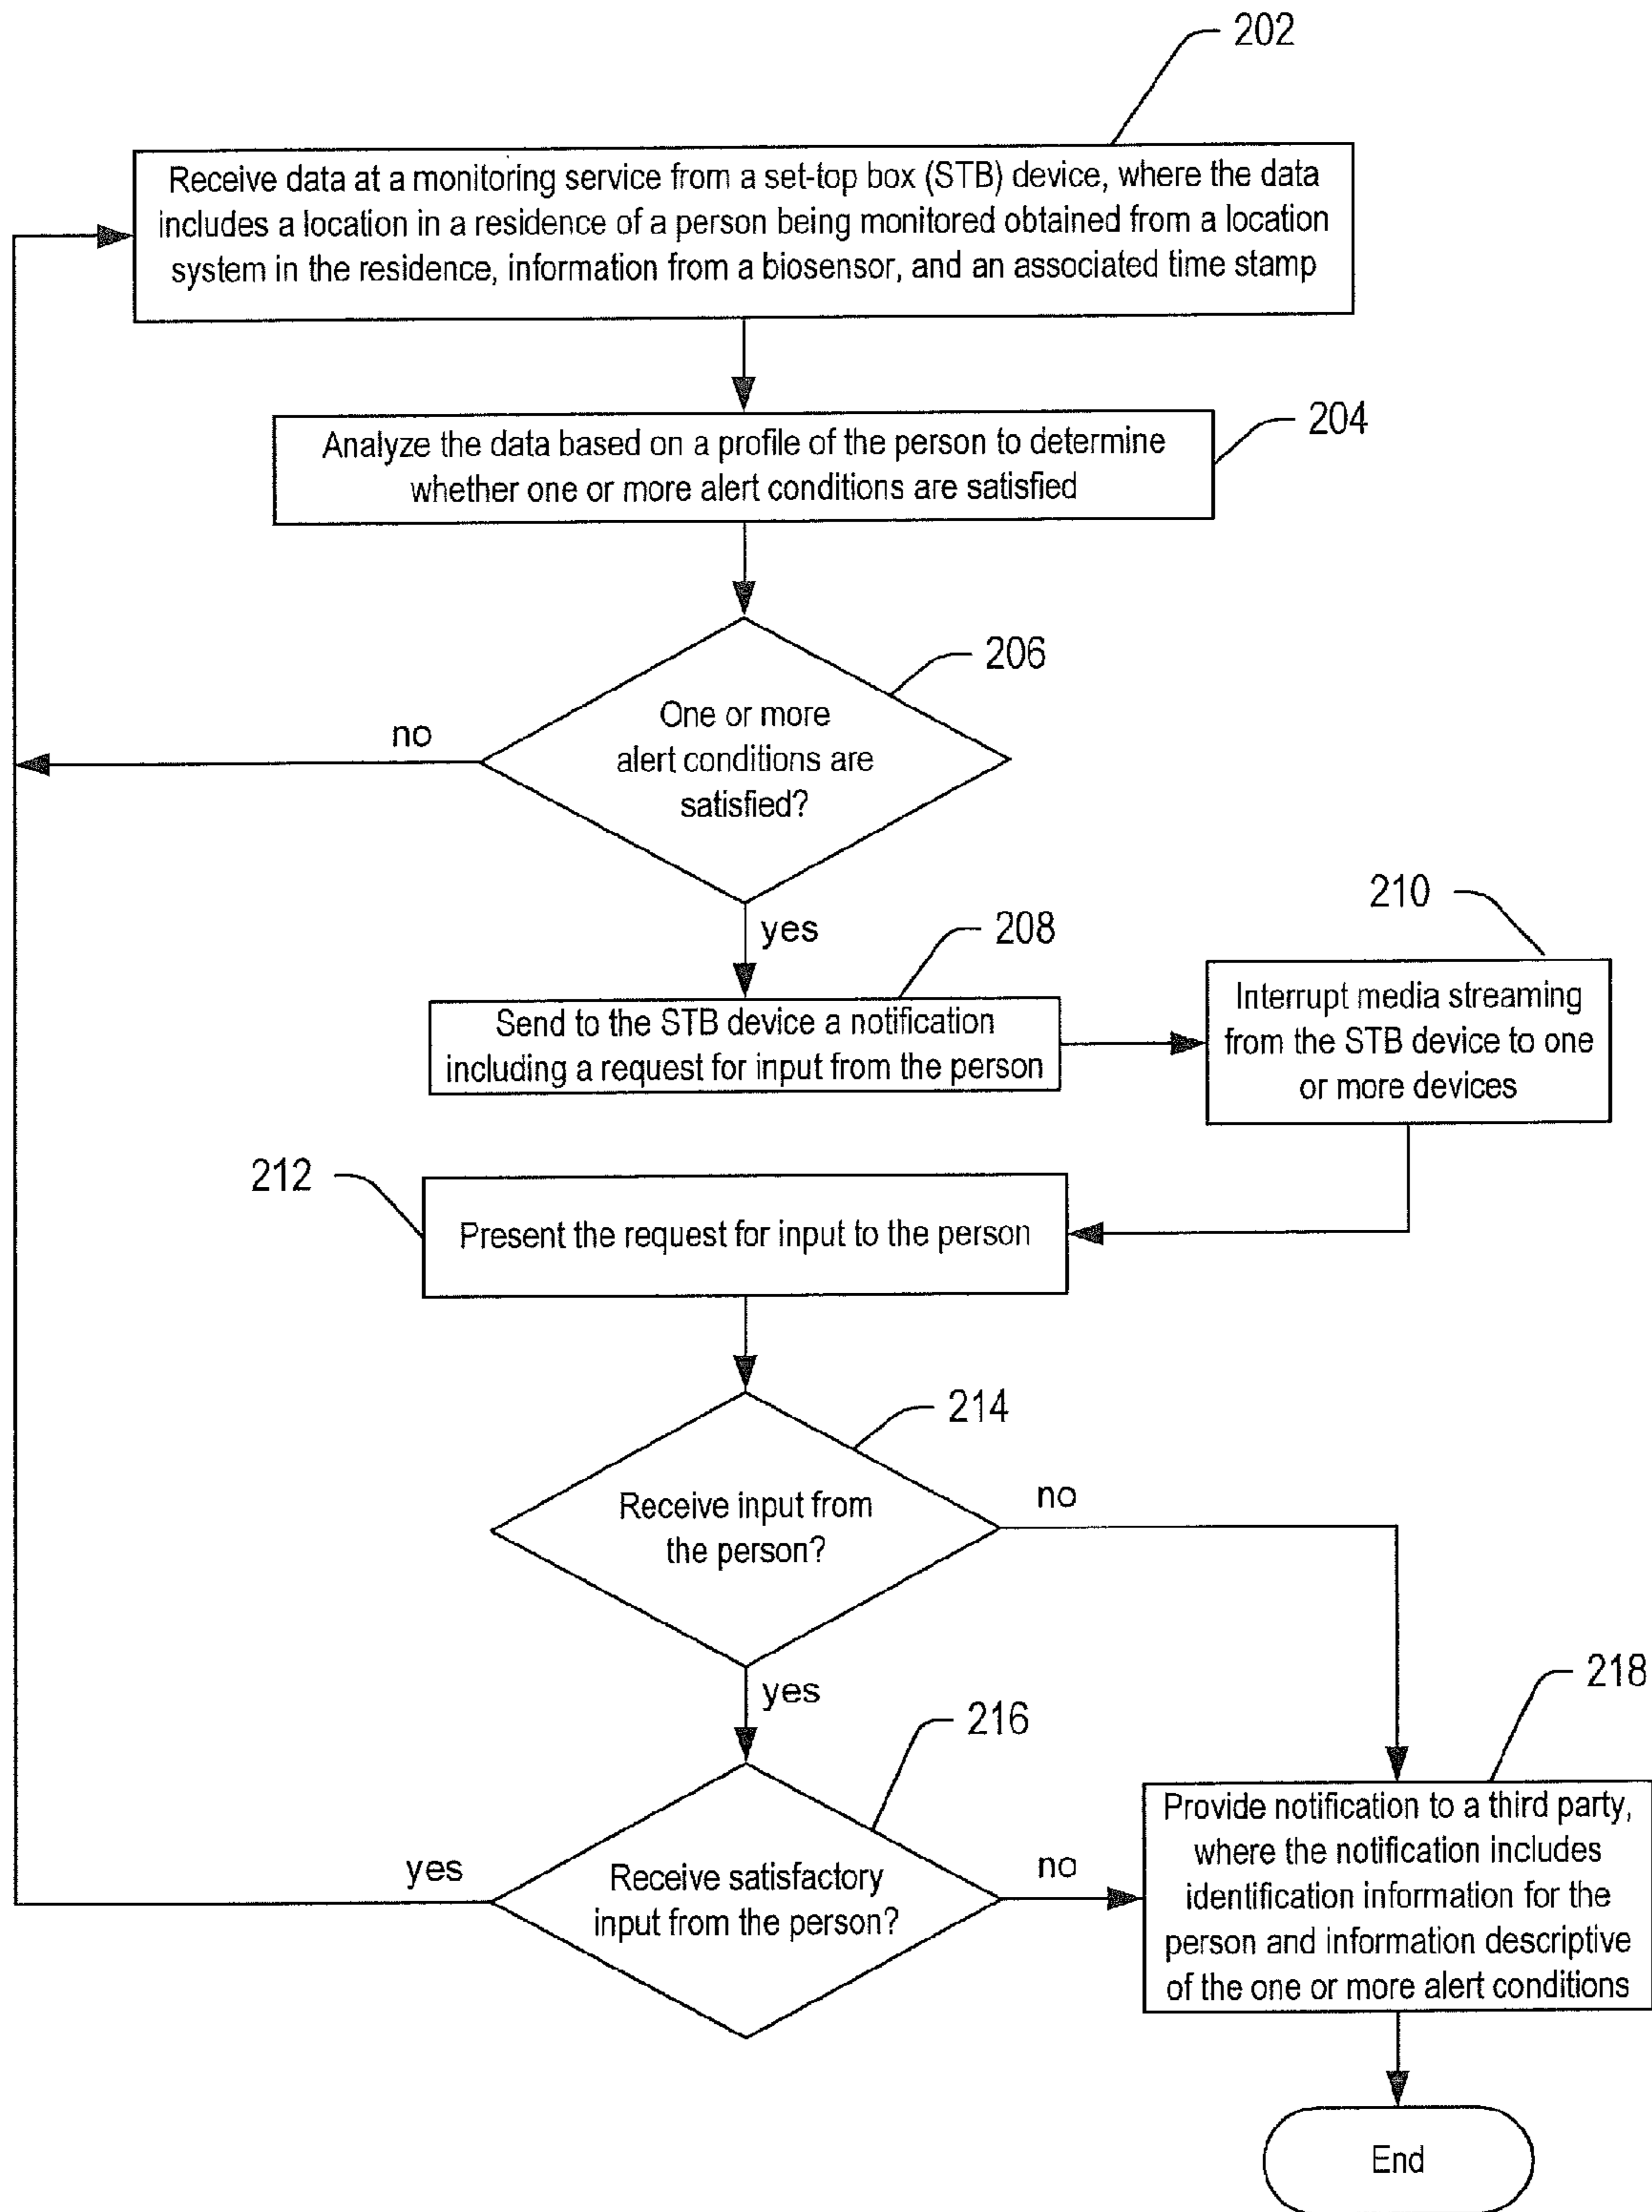 202
Receive data at a monitoring service from a set-top box (STB) device, where the data
includes a location in a residence of a person being monitored obtained from a location
system in the residence, information from a biosensor, and an associated time stamp
204
Analyze the data based on a profile of the person to determine
whether one or more alert conditions are satisfied
206
One or more
alert conditions are
satisfied?
no
yes
208
Send to the STB device a notification
including a request for input from the person
210
Interrupt media streaming
from the STB device to one
or more devices
212
Present the request for input to the person
214
Receive input from
the person?
no
yes
216
Receive satisfactory
input from the person?
yes
no
218
Provide notification to a third party,
where the notification includes
identification information for the
person and information descriptive
of the one or more alert conditions
End